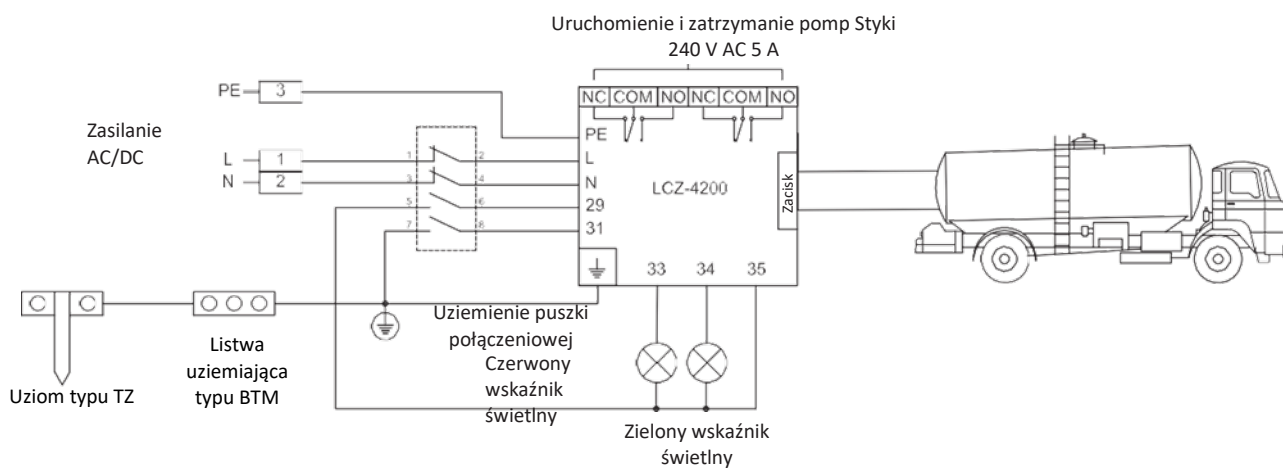 Uruchomienie i zatrzymanie pomp Styki
240 V AC 5 A
NC COM NO NC COM NO
PE 3
PE
Zasilanie
AC/DC
L 1
N 2
1 2
3 4
5 6
7 8
L
N
29
31
LCZ-4200
Zacisk
33 34 35
Uziemienie puszki
połączeniowej
Czerwony
wskaźnik
świetlny
Zielony wskaźnik
świetlny
Listwa
uziemiająca
typu BTM
Uziom typu TZ